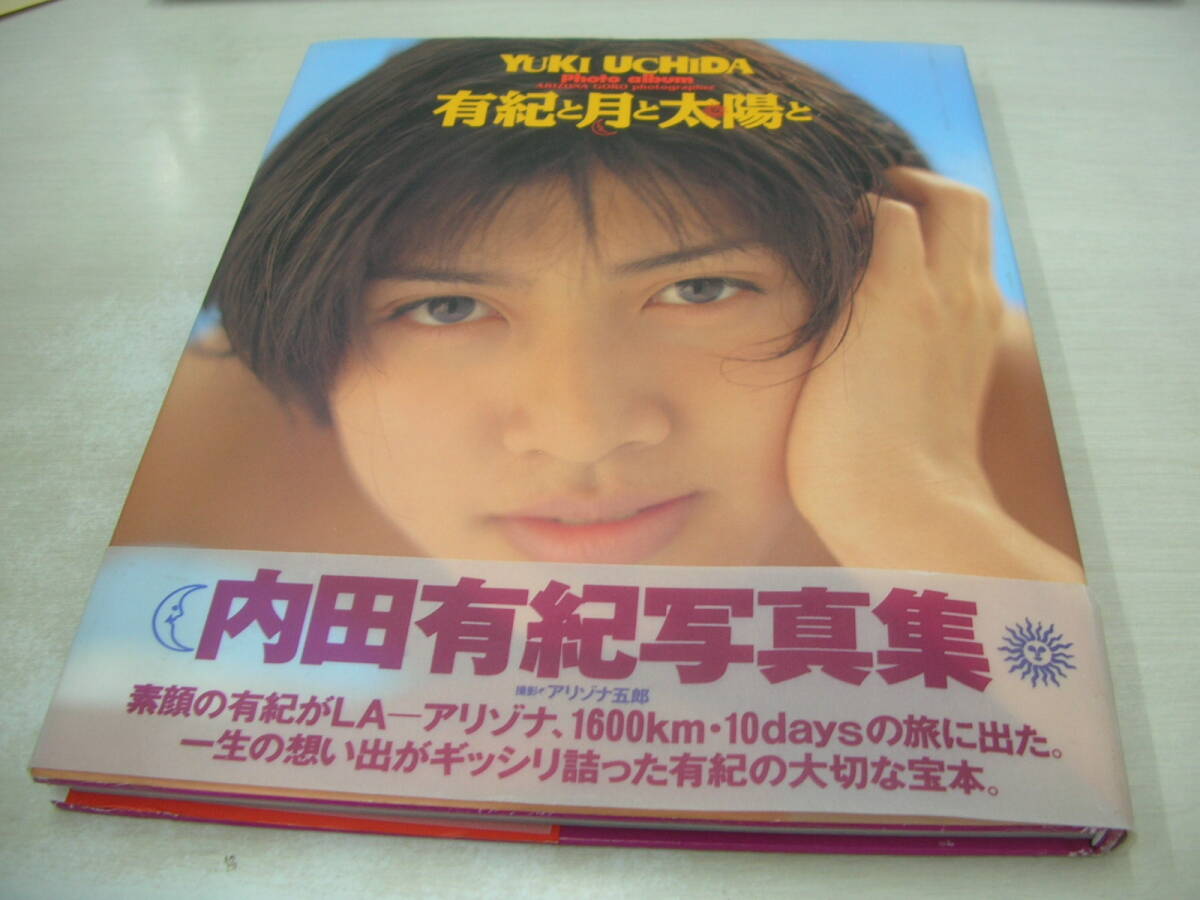 YUKI UCHIDA
Photo album
ARIZONA GORO photographer
有紀と月と太陽と
内田有紀写真集
撮影・アリゾナ五郎
素顔の有紀がLA—アリゾナ、1600km・10daysの旅に出た。
一生の想い出がギッシリ詰った有紀の大切な宝本。